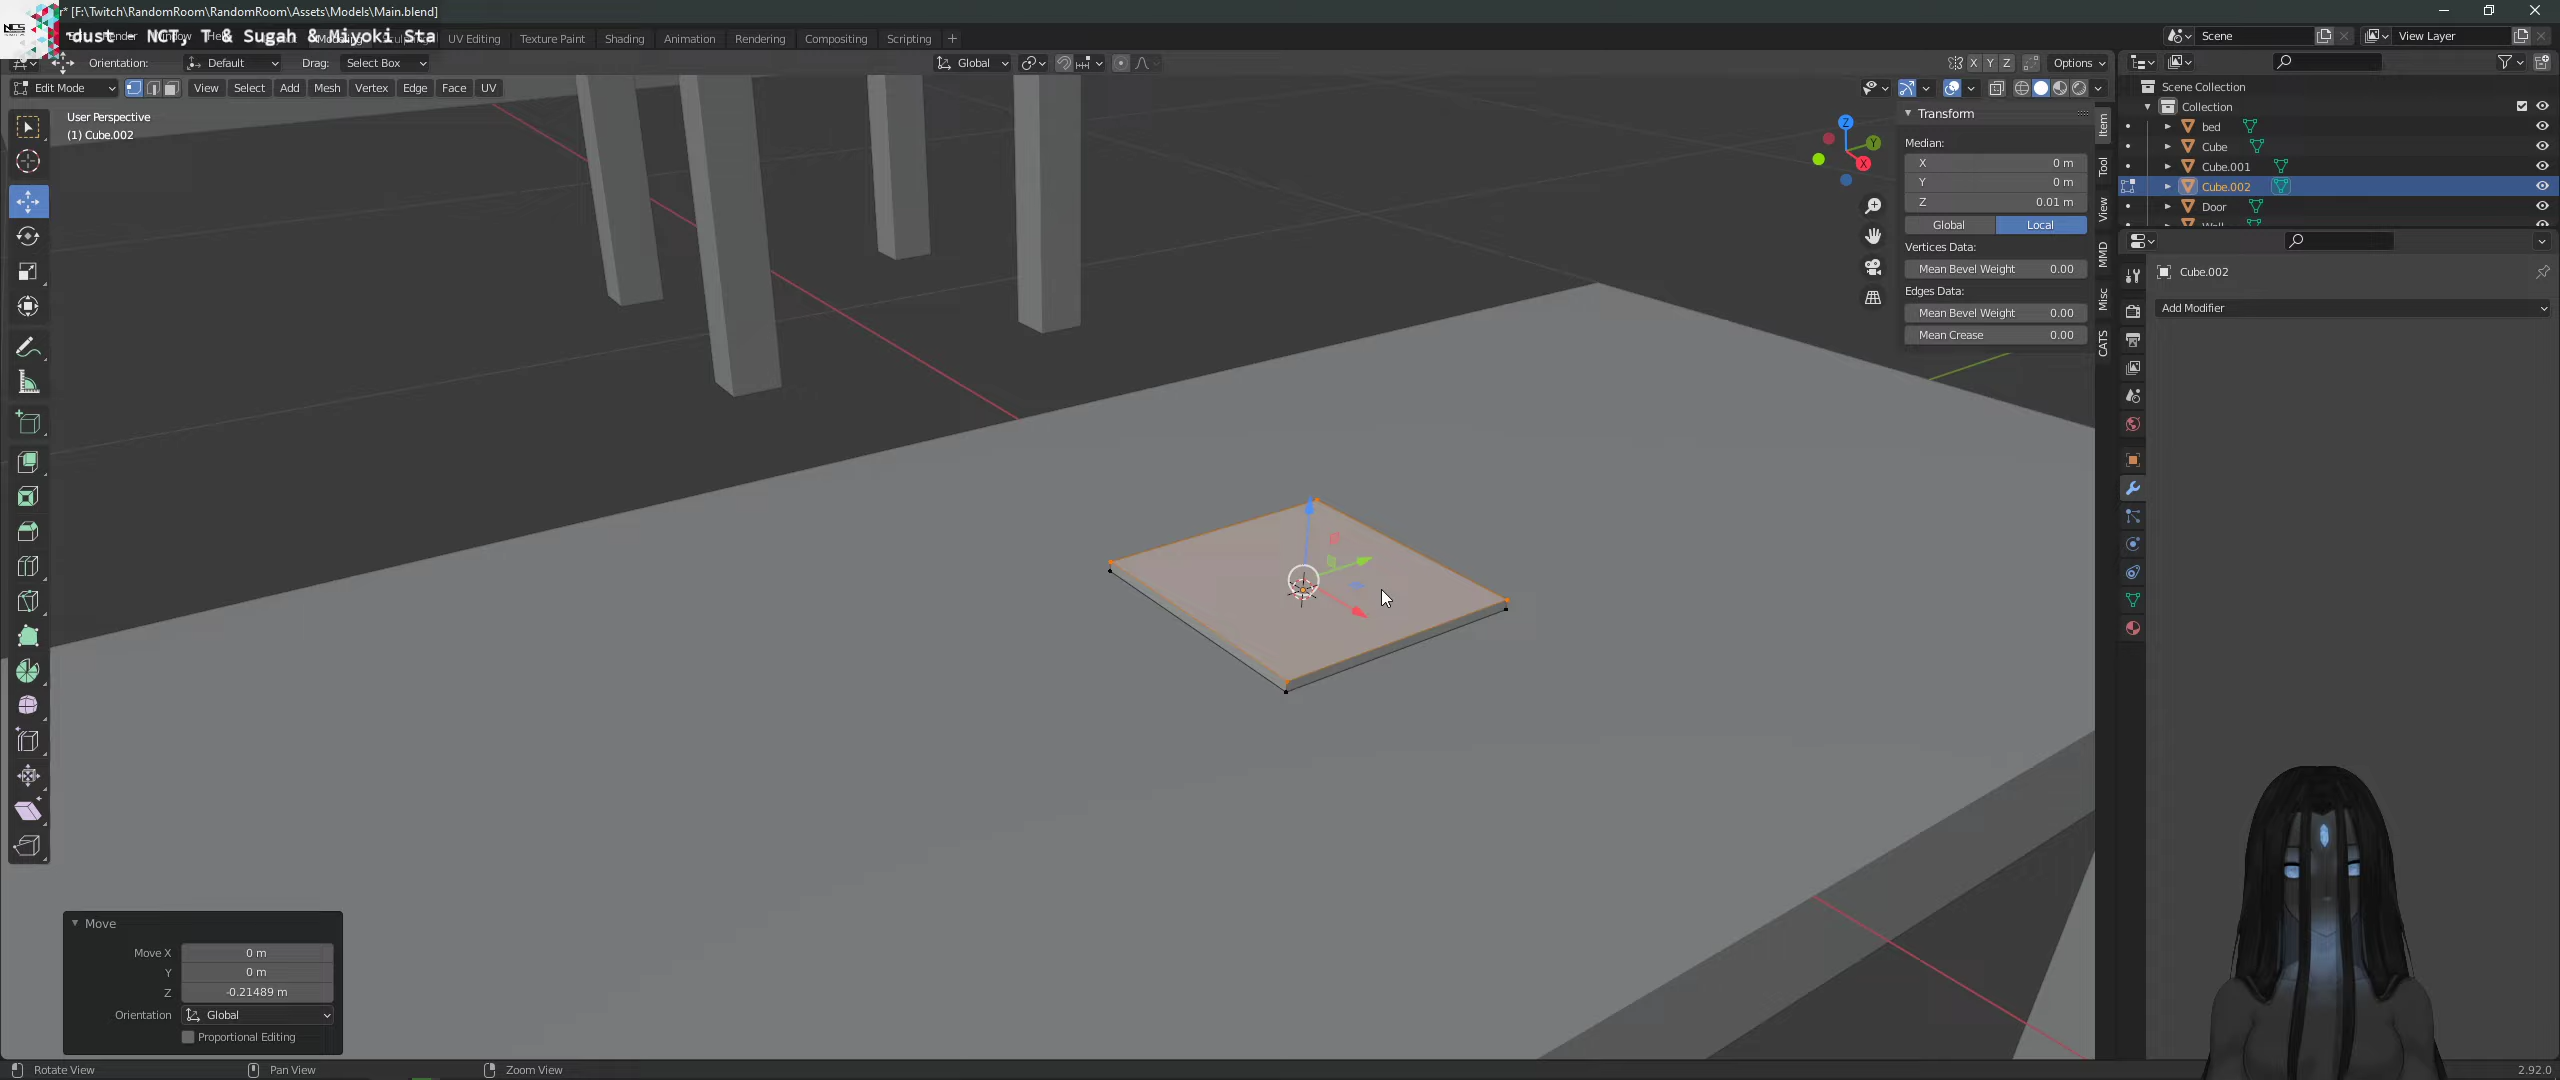 r* [F:\Twitch\RandomRoom\RandomRoom\Assets\Models\Main.blend]
dust - NCT, T & Sugah & Miyoki Sta
UV Editing Texture Paint Shading Animation Rendering Compositing Scripting +
Scene View Layer
Orientation: Default Drag: Select Box Global X Y Z Options
Edit Mode View Select Add Mesh Vertex Edge Face UV
User Perspective
(1) Cube.002
Z
Y
X
Transform
Median:
X 0 m
Y 0 m
Z 0.01 m
Global Local
Vertices Data:
Mean Bevel Weight 0.00
Edges Data:
Mean Bevel Weight 0.00
Mean Crease 0.00
Item
Tool
View
MMD
Misc
CATS
Scene Collection
Collection
bed
Cube
Cube.001
Cube.002
Door
Wall
Cube.002
Add Modifier
Move
Move X 0 m
Y 0 m
Z -0.21489 m
Orientation Global
Proportional Editing
Rotate View Pan View Zoom View 2.92.0